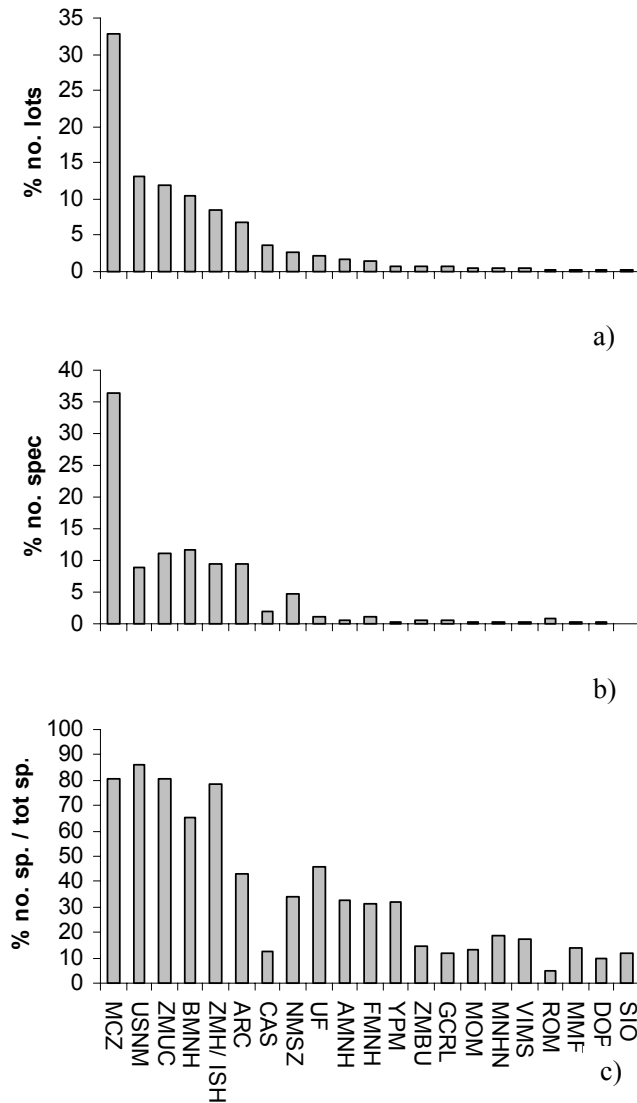 % no. lots
35
30
25
20
15
10
5
0
a)
% no. spec
40
35
30
25
20
15
10
5
0
b)
% no. sp. / tot sp.
100
90
80
70
60
50
40
30
20
10
0
MCZ
USNM
ZMUC
BMNH
ZMH/ ISH
ARC
CAS
NMSZ
UF
AMNH
FMNH
YPM
ZMBU
GCRL
MOM
MNHN
VIMS
ROM
MMF
DOP
SIO
c)